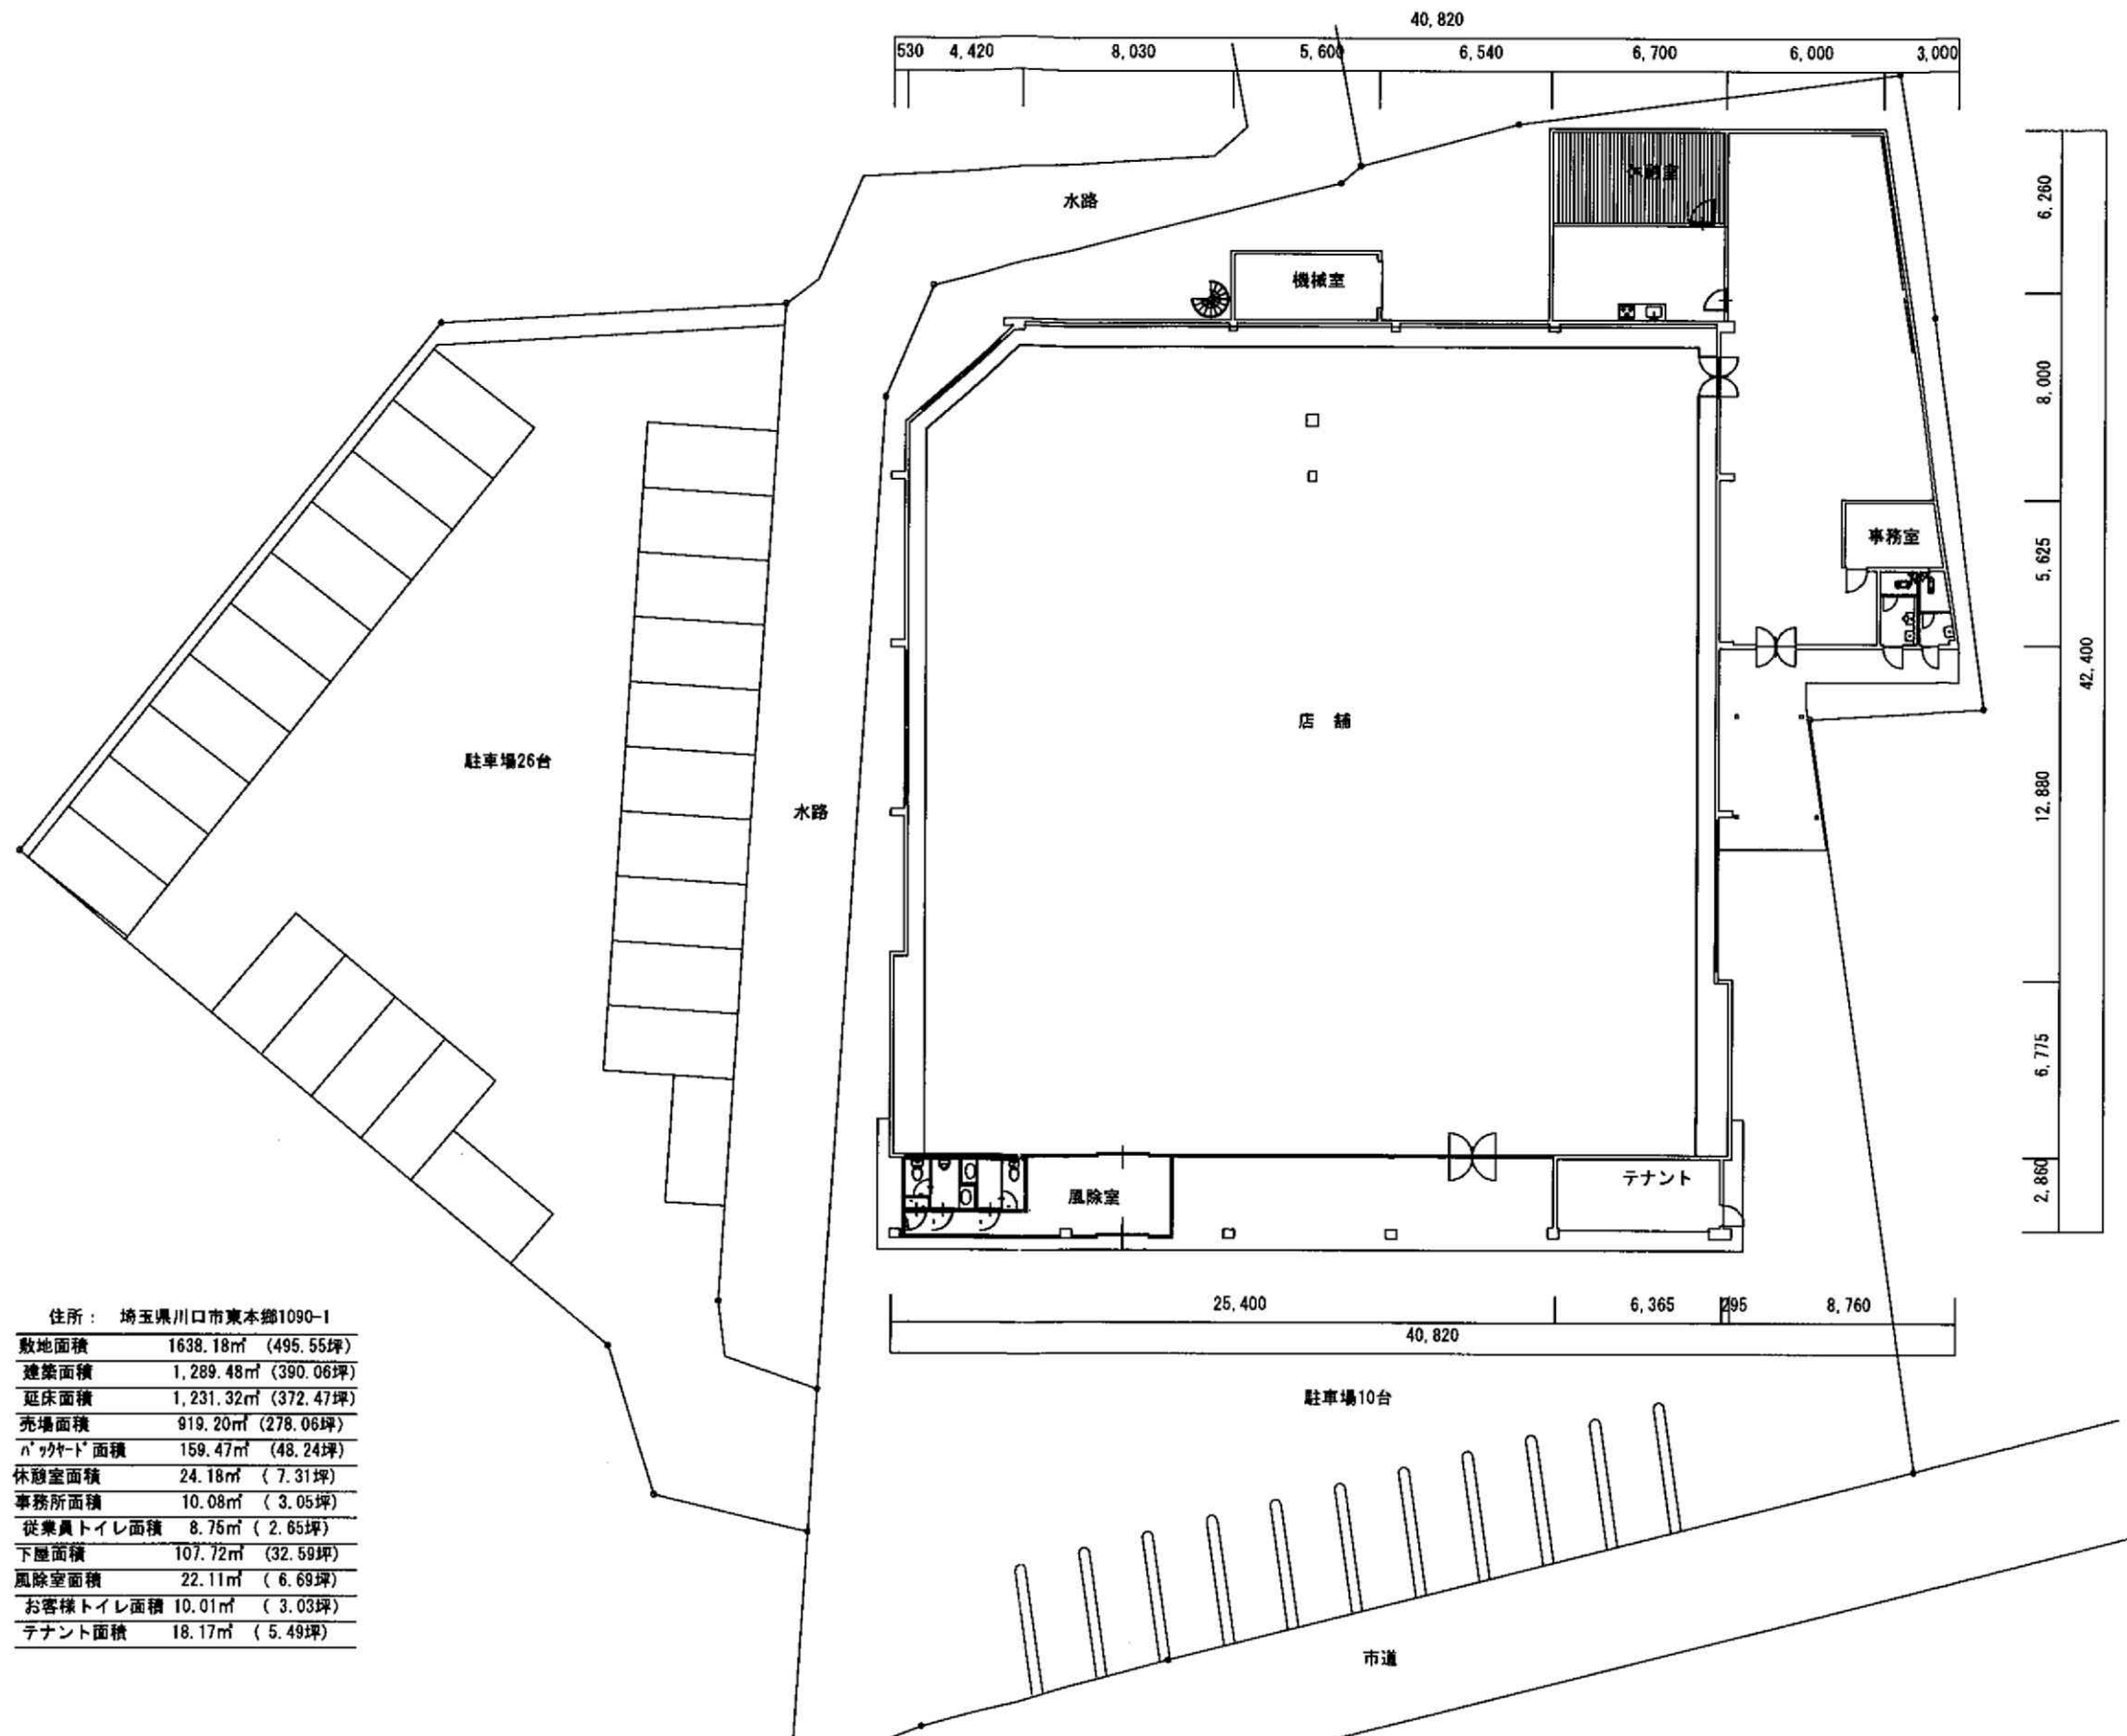 40,820
530 4,420 8,030 5,600 6,540 6,700 6,000 3,000
休憩室
水路
機械室
6,260
8,000
事務室
5,625
42,400
店 舗
駐車場26台
水路
12,880
6,775
テナント
風除室
2,860
25,400 6,365 295 8,760
40,820
駐車場10台
市道
住所： 埼玉県川口市東本郷1090-1
敷地面積 1638.18㎡ (495.55坪)
建築面積 1,289.48㎡ (390.06坪)
延床面積 1,231.32㎡ (372.47坪)
売場面積 919.20㎡ (278.06坪)
ﾊﾞｯｸﾔｰﾄﾞ面積 159.47㎡ (48.24坪)
休憩室面積 24.18㎡ ( 7.31坪)
事務所面積 10.08㎡ ( 3.05坪)
従業員トイレ面積 8.75㎡ ( 2.65坪)
下屋面積 107.72㎡ (32.59坪)
風除室面積 22.11㎡ ( 6.69坪)
お客様トイレ面積 10.01㎡ ( 3.03坪)
テナント面積 18.17㎡ ( 5.49坪)